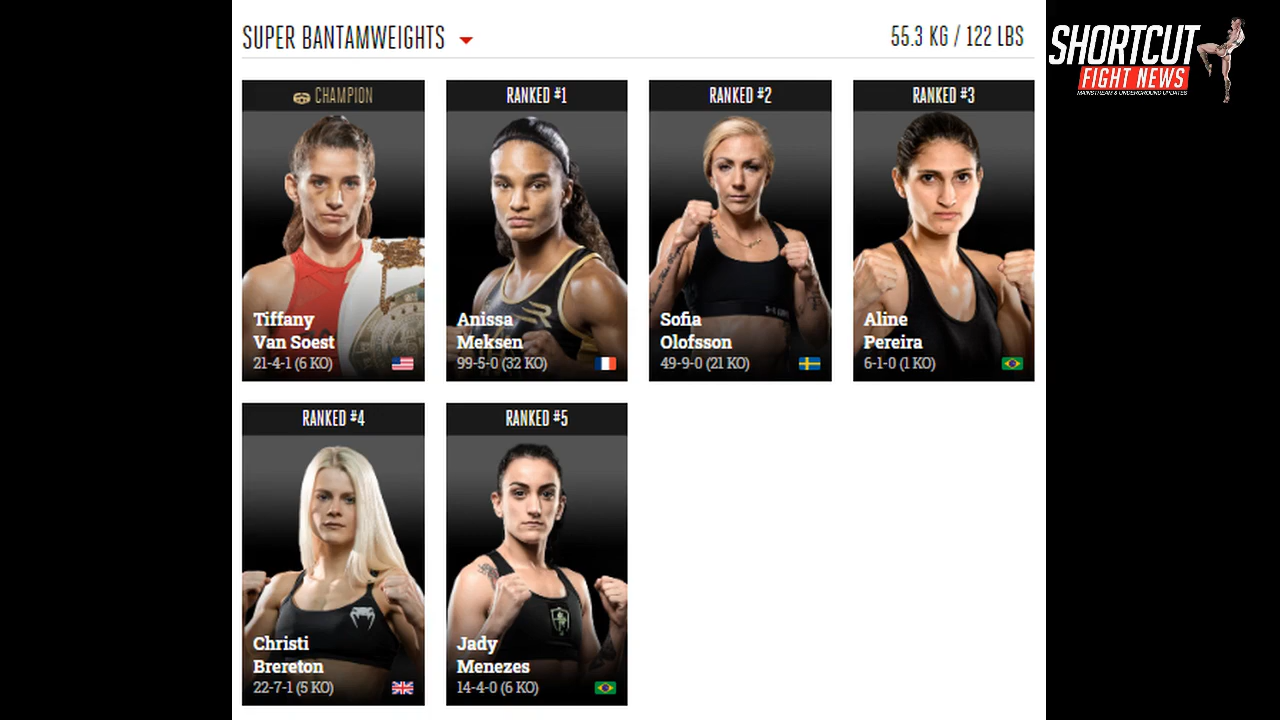 SUPER BANTAMWEIGHTS
55.3 KG / 122 LBS
SHORTCUT
FIGHT NEWS
MAINSTREAM & UNDERGROUND UPDATES
CHAMPION
Tiffany
Van Soest
21-4-1 (6 KO)
RANKED #1
Anissa
Meksen
99-5-0 (32 KO)
RANKED #2
Sofia
Olofsson
49-9-0 (21 KO)
RANKED #3
Aline
Pereira
6-1-0 (1 KO)
RANKED #4
Christi
Brereton
22-7-1 (5 KO)
RANKED #5
Jady
Menezes
14-4-0 (6 KO)